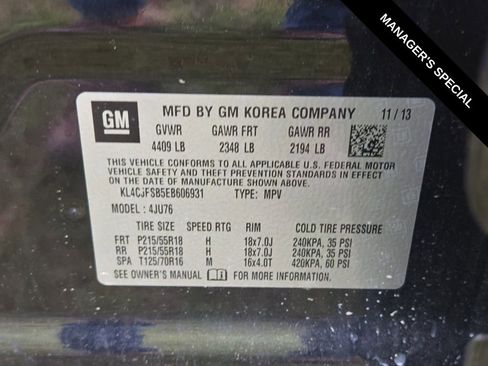 MANAGER'S SPECIAL
GM
MFD BY GM KOREA COMPANY 11 / 13
GVWR GAWR FRT GAWR RR
4409 LB 2348 LB 2194 LB
THIS VEHICLE CONFORMS TO ALL APPLICABLE U.S. FEDERAL MOTOR
VEHICLE SAFETY AND THEFT PREVENTION STANDARDS IN EFFECT ON
THE DATE OF MANUFACTURE SHOWN ABOVE.
KL4CJFSB5EB606931 TYPE: MPV
MODEL : 4JU76
TIRE SIZE SPEED RTG RIM COLD TIRE PRESSURE
FRT P215/55R18 H 18x7.0J 240KPA, 35 PSI
RR P215/55R18 H 18x7.0J 240KPA, 35 PSI
SPA T125/70R16 M 16x4.0T 420KPA, 60 PSI
SEE OWNER'S MANUAL FOR MORE INFORMATION.